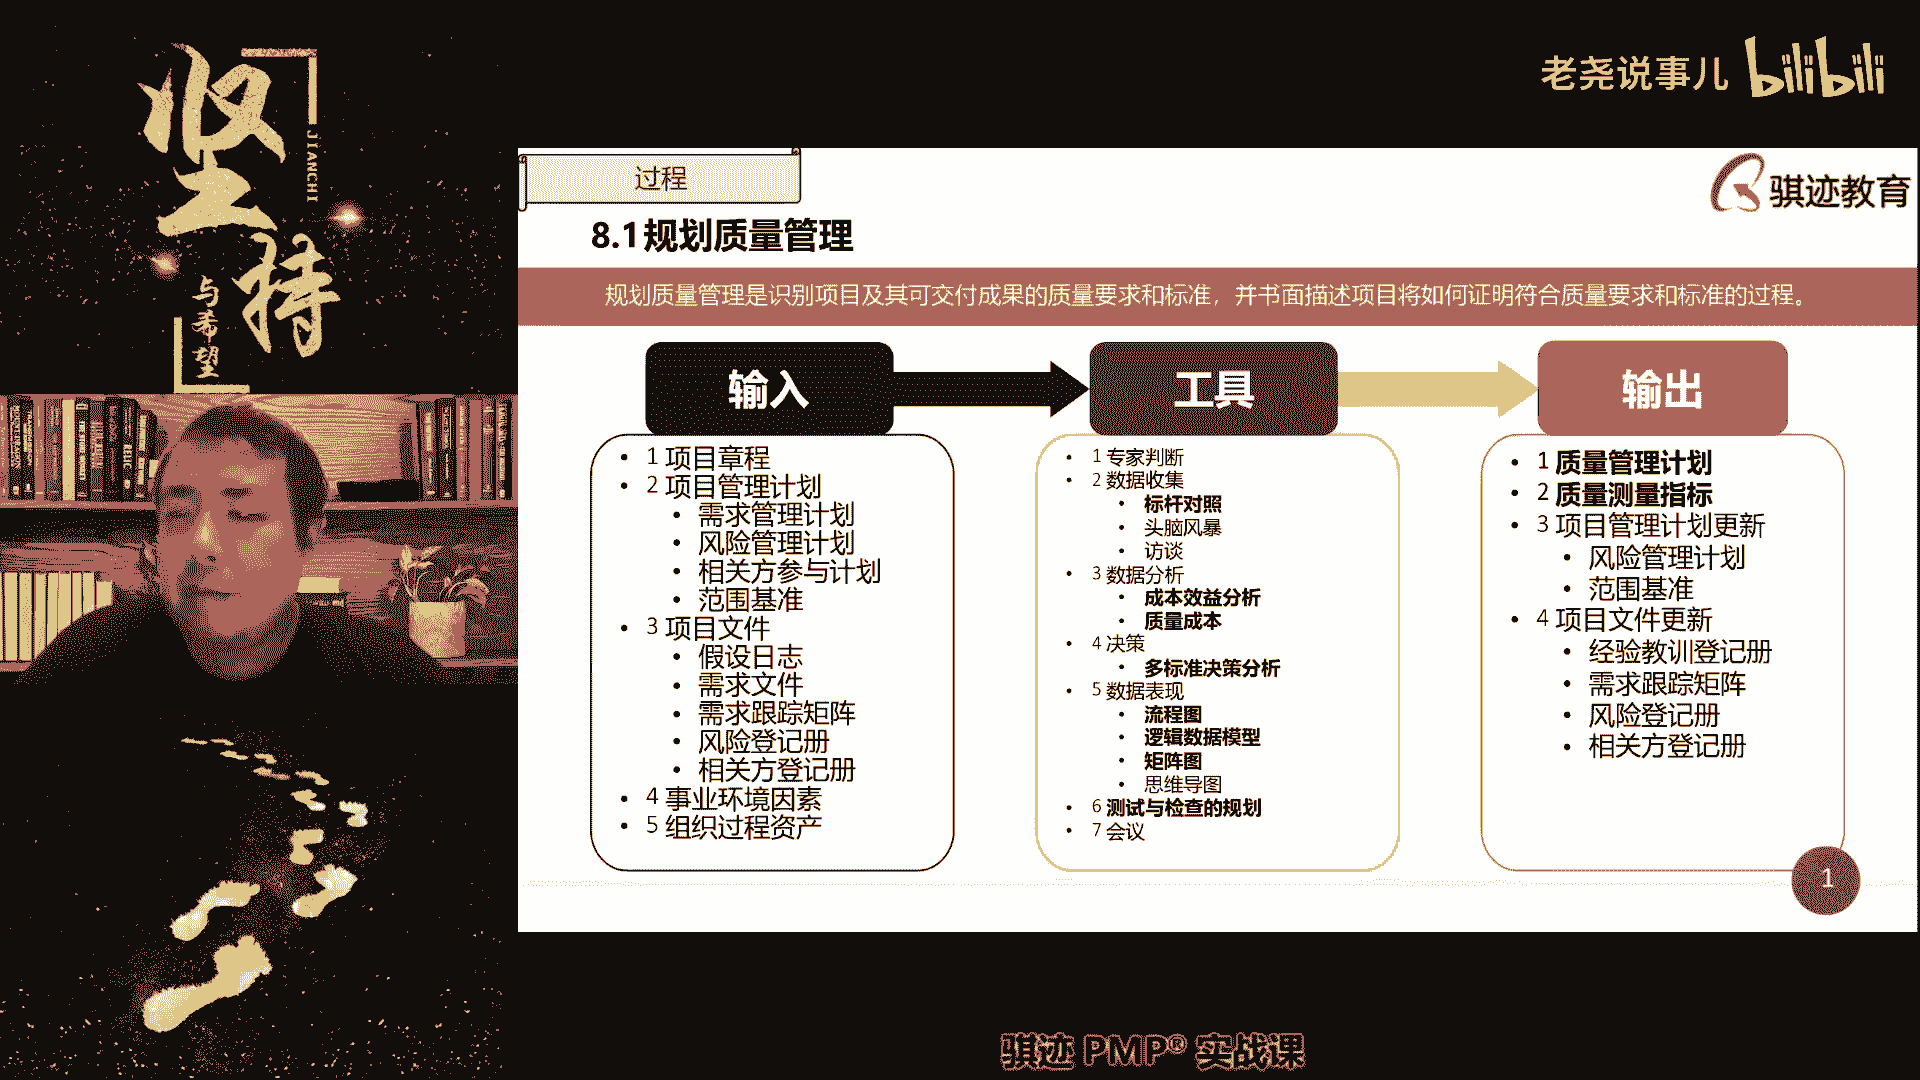 坚持
JIANCHI
与希望
老尧说事儿 bilibili
过程
骐迹教育
8.1规划质量管理
规划质量管理是识别项目及其可交付成果的质量要求和标准，并书面描述项目将如何证明符合质量要求和标准的过程。
输入
• 1 项目章程
• 2 项目管理计划
• 需求管理计划
• 风险管理计划
• 相关方参与计划
• 范围基准
• 3 项目文件
• 假设日志
• 需求文件
• 需求跟踪矩阵
• 风险登记册
• 相关方登记册
• 4 事业环境因素
• 5 组织过程资产
工具
• 1 专家判断
• 2 数据收集
• 标杆对照
• 头脑风暴
• 访谈
• 3 数据分析
• 成本效益分析
• 质量成本
• 4 决策
• 多标准决策分析
• 5 数据表现
• 流程图
• 逻辑数据模型
• 矩阵图
• 思维导图
• 6 测试与检查的规划
• 7 会议
输出
• 1 质量管理计划
• 2 质量测量指标
• 3 项目管理计划更新
• 风险管理计划
• 范围基准
• 4 项目文件更新
• 经验教训登记册
• 需求跟踪矩阵
• 风险登记册
• 相关方登记册
1
骐迹 PMP® 实战课